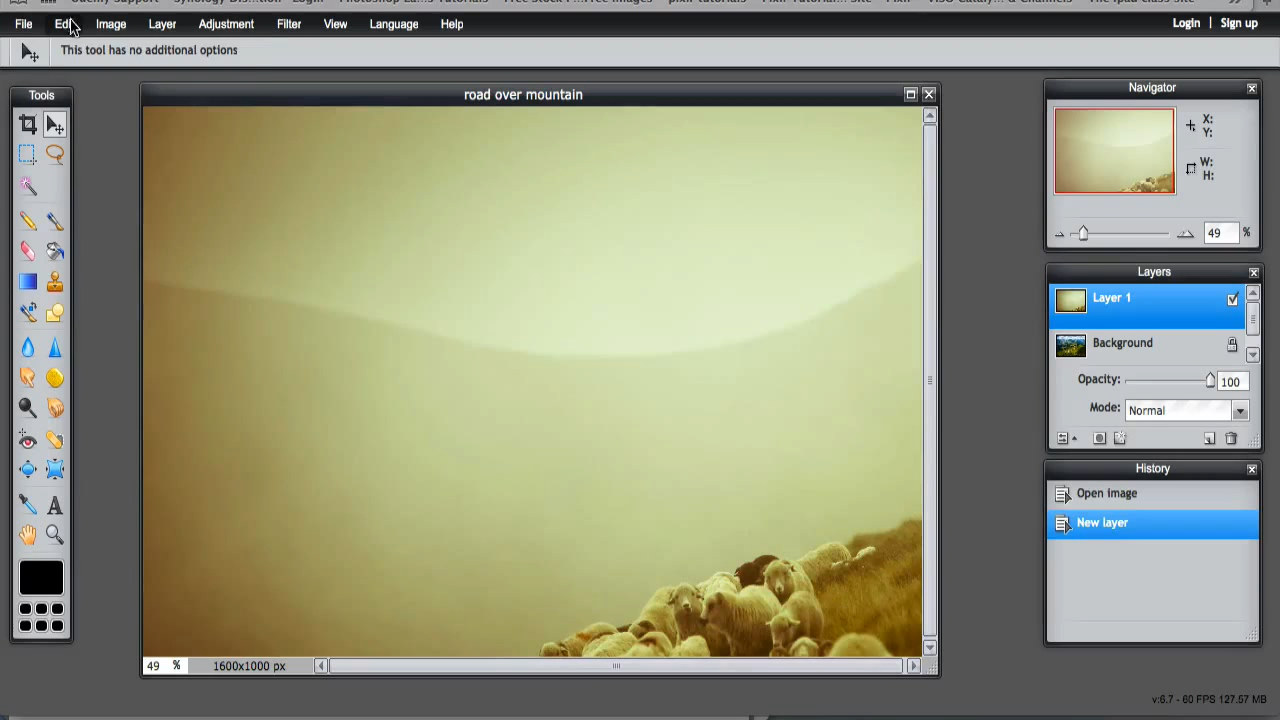 File Edi Image Layer Adjustment Filter View Language Help Login | Sign up
This tool has no additional options
Tools
road over mountain
Navigator
X:
Y:
W:
H:
49 %
Layers
Layer 1
Background
Opacity: 100
Mode: Normal
History
Open image
New layer
49 % 1600x1000 px
v:6.7 - 60 FPS 127.57 MB